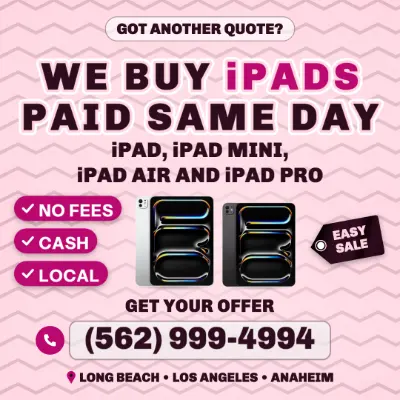 GOT ANOTHER QUOTE?
WE BUY iPADS
PAID SAME DAY
iPAD, iPAD MINI,
iPAD AIR AND iPAD PRO
NO FEES
CASH
LOCAL
EASY
SALE
GET YOUR OFFER
(562) 999-4994
LONG BEACH • LOS ANGELES • ANAHEIM